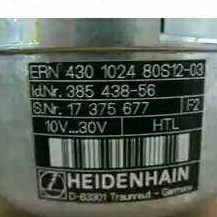 ERN 430 1024 80S12-03
Id.Nr. 385 438-56
S.Nr. 17 375 677 F2
10V...30V HTL
HEIDENHAIN
D-83301 Traunreut - Germany